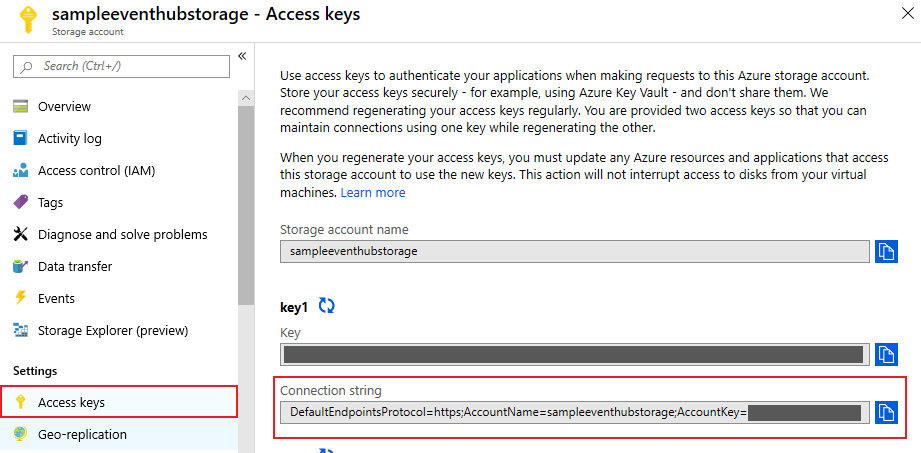 sampleeventhubstorage - Access keys
Storage account
Search (Ctrl+/)
Overview
Activity log
Access control (IAM)
Tags
Diagnose and solve problems
Data transfer
Events
Storage Explorer (preview)
Settings
Access keys
Geo-replication
Use access keys to authenticate your applications when making requests to this Azure storage account.
Store your access keys securely - for example, using Azure Key Vault - and don't share them. We
recommend regenerating your access keys regularly. You are provided two access keys so that you can
maintain connections using one key while regenerating the other.
When you regenerate your access keys, you must update any Azure resources and applications that access
this storage account to use the new keys. This action will not interrupt access to disks from your virtual
machines. Learn more
Storage account name
sampleeventhubstorage
key1
Key
Connection string
DefaultEndpointsProtocol=https;AccountName=sampleeventhubstorage;AccountKey=